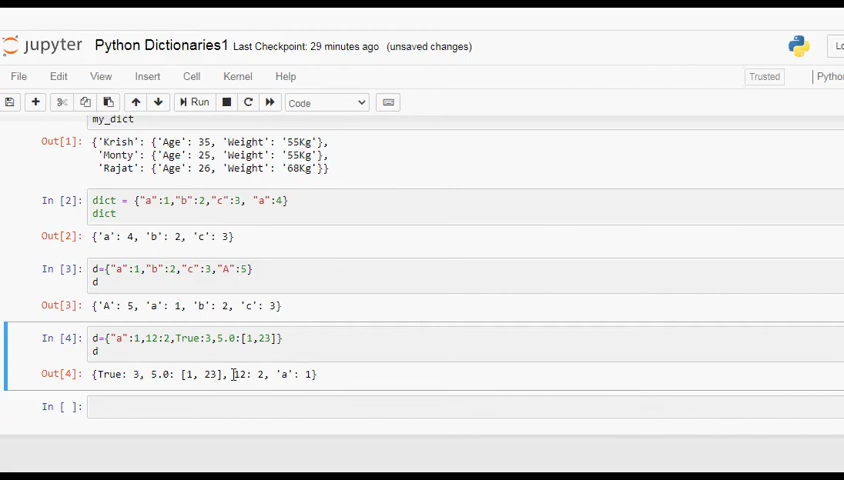 jupyter Python Dictionaries1 Last Checkpoint: 29 minutes ago (unsaved changes)
File Edit View Insert Cell Kernel Help Trusted Python
Run Code
my_dict
Out[1]: {'Krish': {'Age': 35, 'Weight': '55Kg'},
'Monty': {'Age': 25, 'Weight': '55Kg'},
'Rajat': {'Age': 26, 'Weight': '68Kg'}}
In [2]: dict = {"a":1,"b":2,"c":3, "a":4}
dict
Out[2]: {'a': 4, 'b': 2, 'c': 3}
In [3]: d={"a":1,"b":2,"c":3,"A":5}
d
Out[3]: {'A': 5, 'a': 1, 'b': 2, 'c': 3}
In [4]: d={"a":1,12:2,True:3,5.0:[1,23]}
d
Out[4]: {True: 3, 5.0: [1, 23], 12: 2, 'a': 1}
In [ ]: